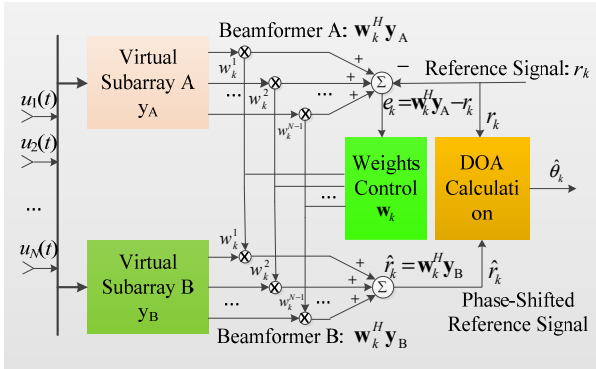 Beamformer A: w_k^H y_A
Virtual
Subarray A
y_A
w_k^1
w_k^2
...
...
w_k^{N-1}
+
+
+
−
Σ
Reference Signal: r_k
e_k=w_k^H y_A−r_k
r_k
u_1(t)
u_2(t)
...
u_N(t)
Weights
Control
w_k
...
DOA
Calculati
on
θ̂_k
Virtual
Subarray B
y_B
w_k^1
w_k^2
...
...
w_k^{N-1}
+
+
+
Σ
r̂_k=w_k^H y_B
r̂_k
Phase-Shifted
Reference Signal
Beamformer B: w_k^H y_B